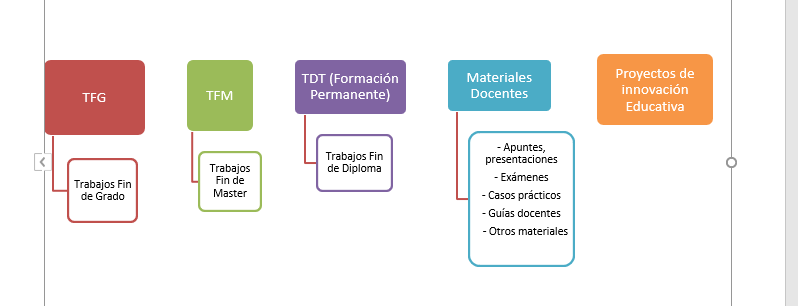 TFG
Trabajos Fin
de Grado
TFM
Trabajos
Fin de
Master
TDT (Formación
Permanente)
Trabajos Fin
de Diploma
Materiales
Docentes
- Apuntes,
presentaciones
- Exámenes
- Casos prácticos
- Guías docentes
- Otros materiales
Proyectos de
innovación
Educativa